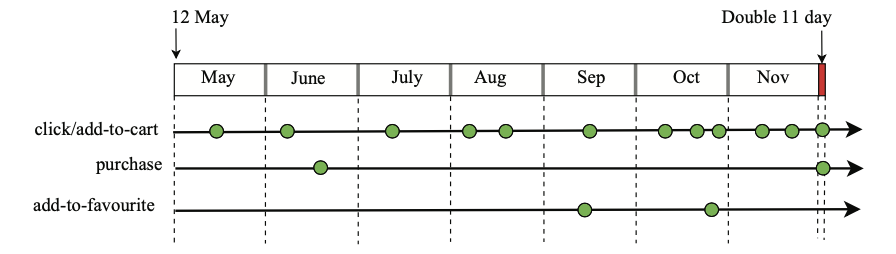 12 May
Double 11 day
May June July Aug Sep Oct Nov
click/add-to-cart
purchase
add-to-favourite